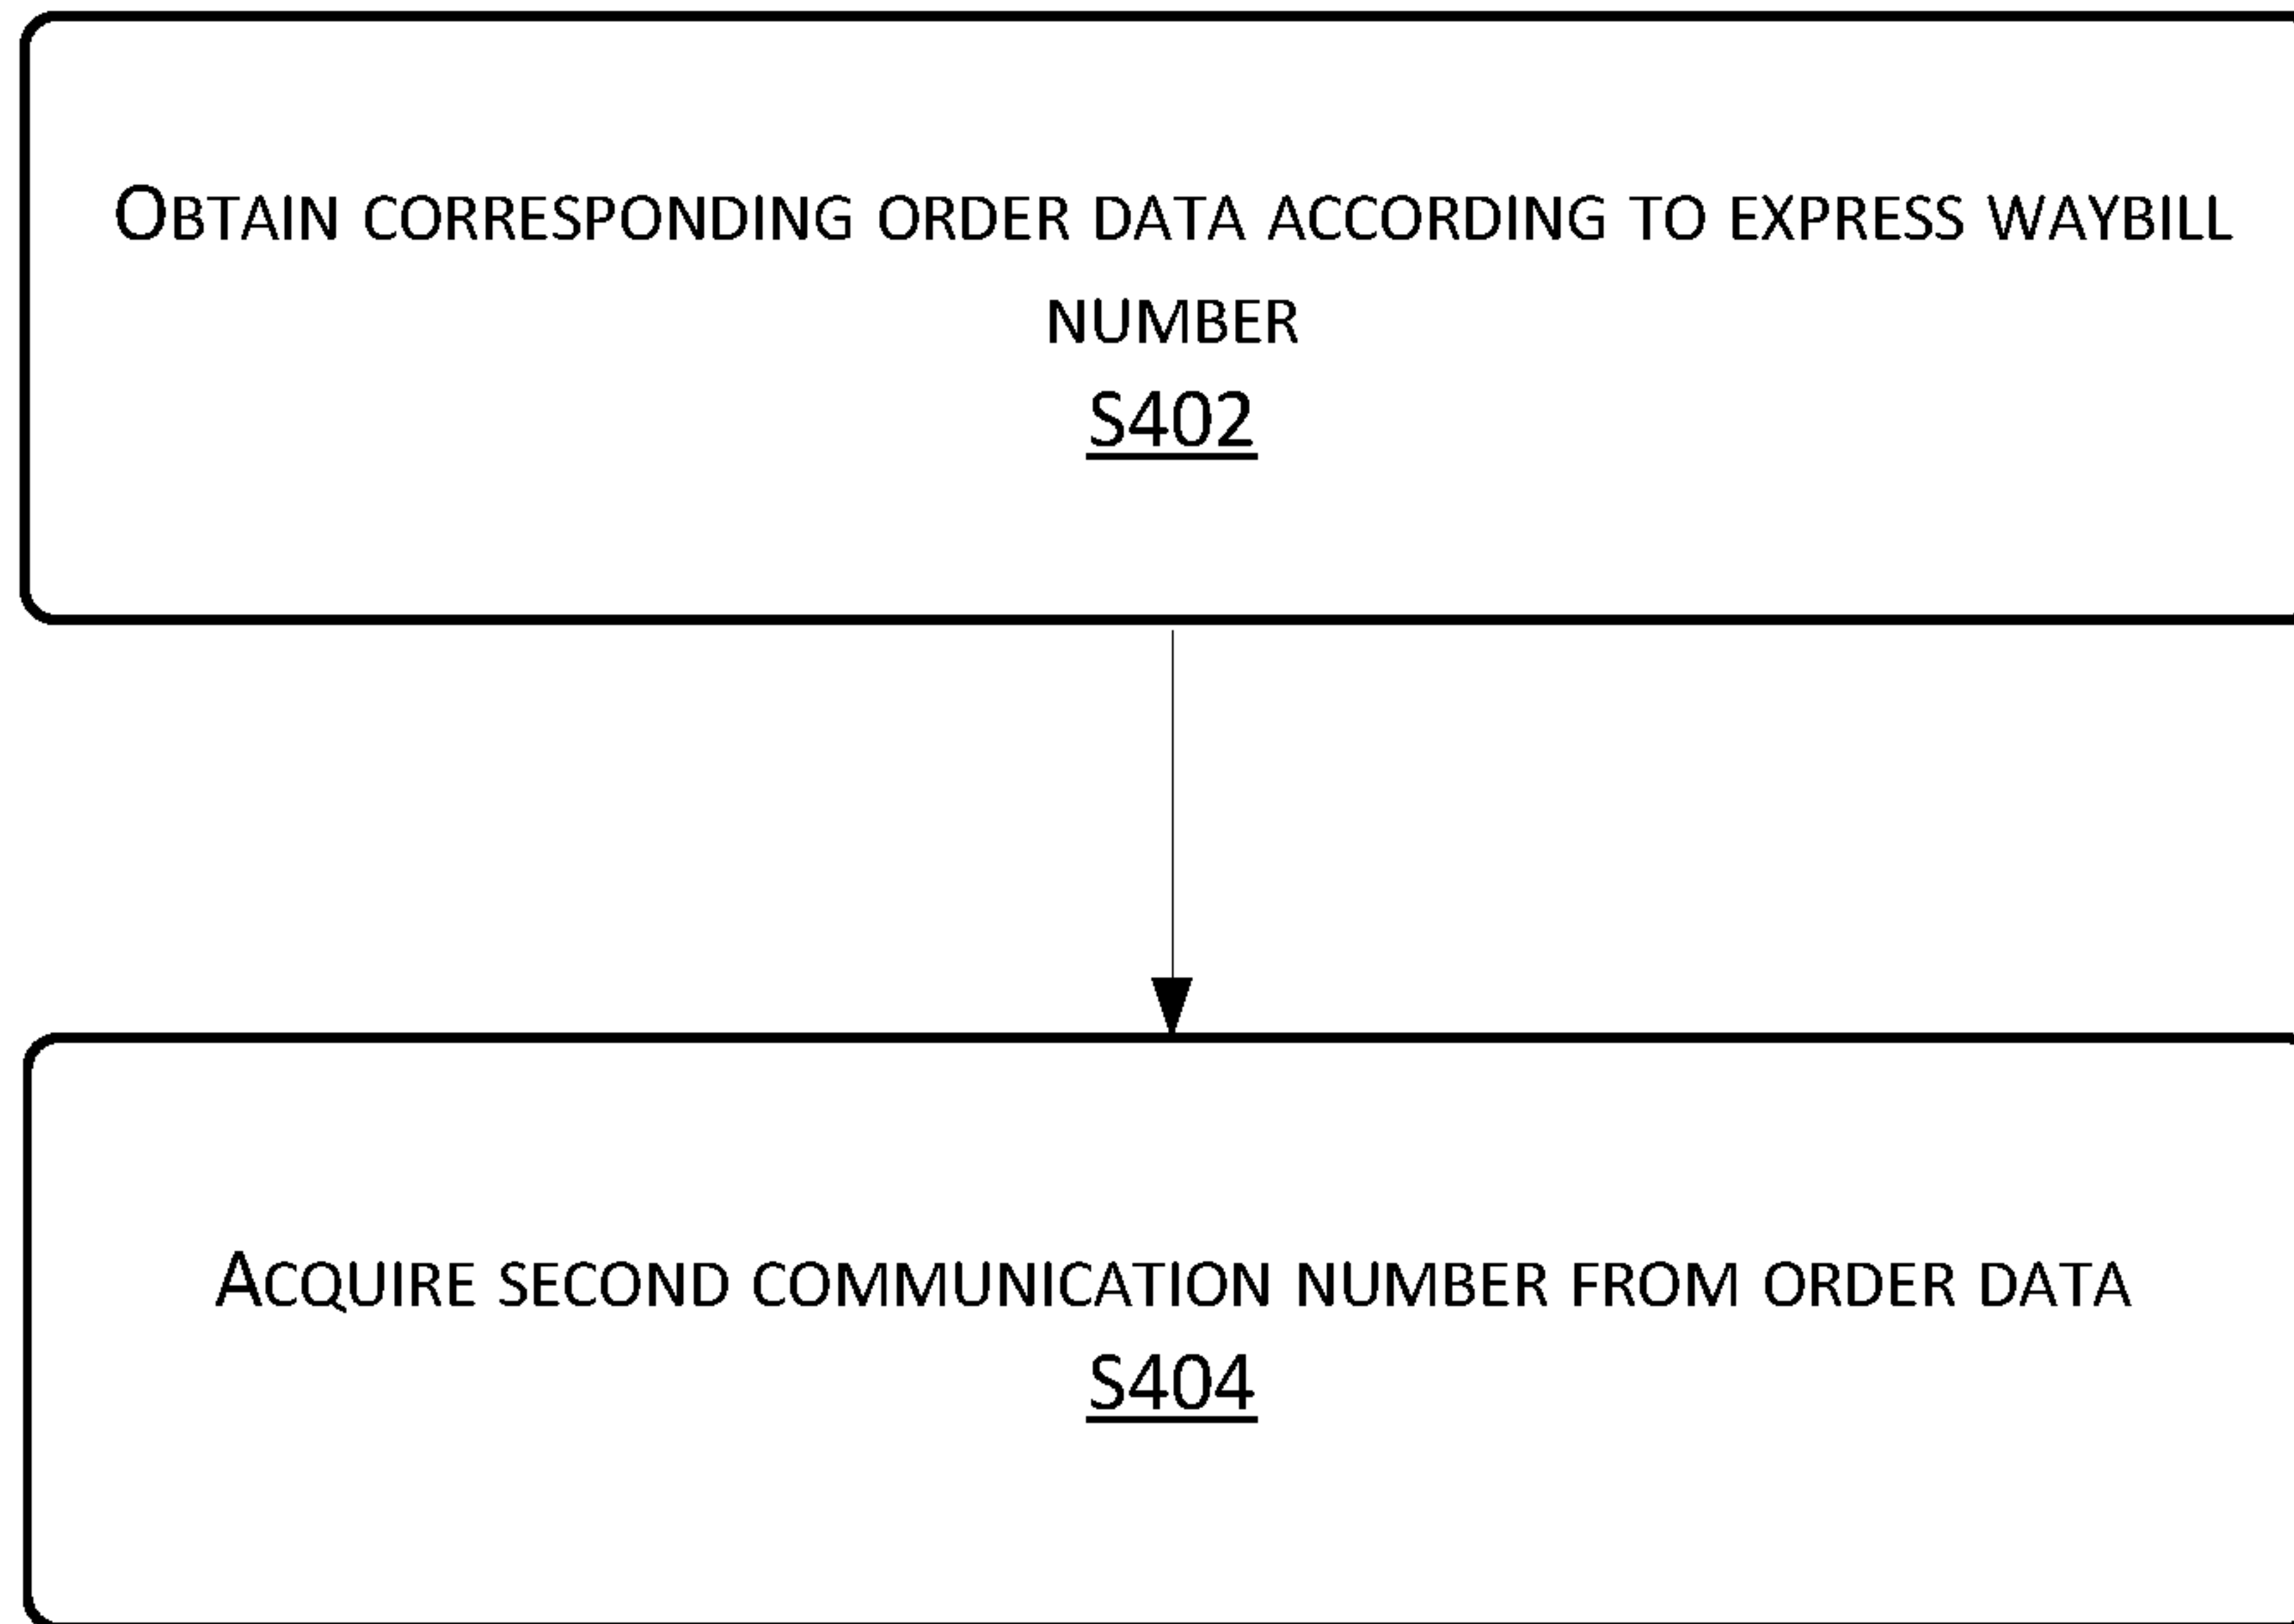 Obtain corresponding order data according to express waybill
number
S402
Acquire second communication number from order data
S404